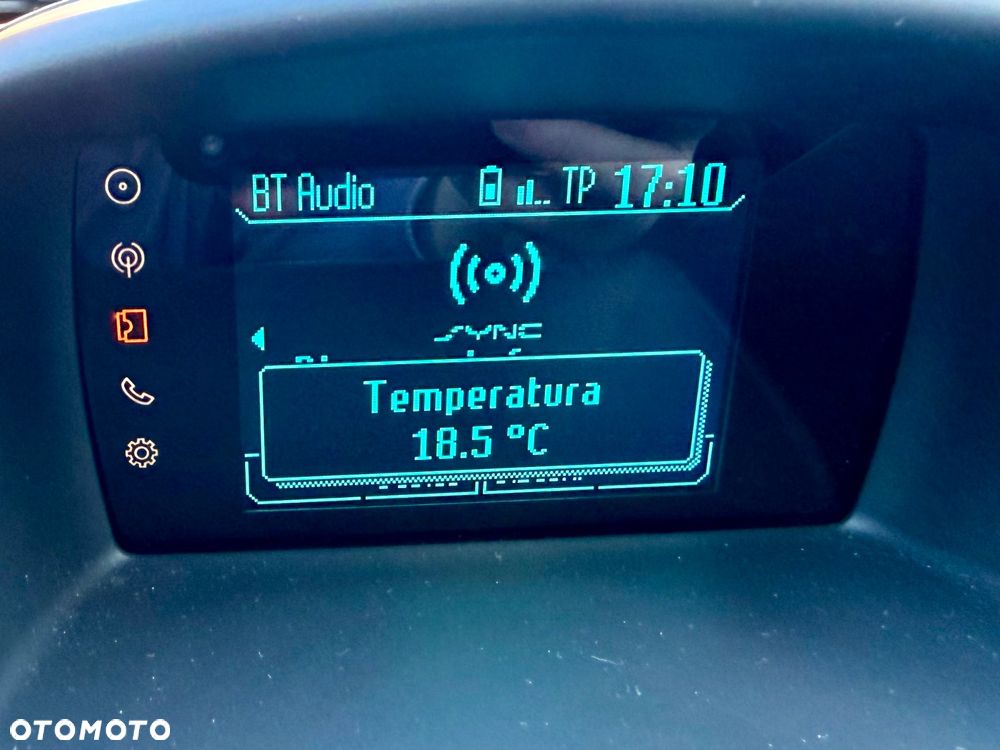 BT Audio TP 17:10
SYNC
Temperatura
18.5 °C
OTOMOTO